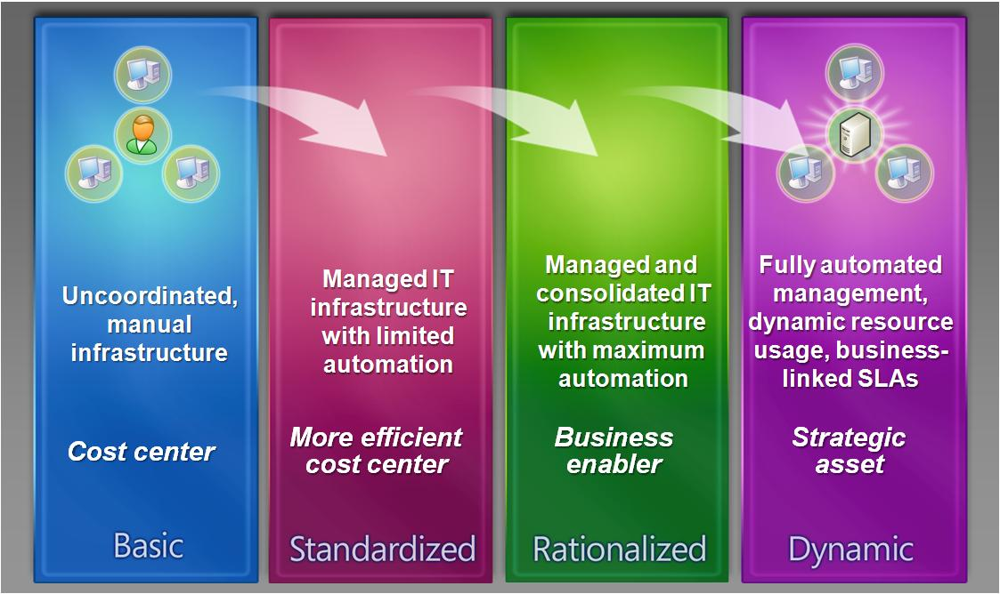 Uncoordinated,
manual
infrastructure
Cost center
Basic
Managed IT
infrastructure
with limited
automation
More efficient
cost center
Standardized
Managed and
consolidated IT
infrastructure
with maximum
automation
Business
enabler
Rationalized
Fully automated
management,
dynamic resource
usage, business-
linked SLAs
Strategic
asset
Dynamic